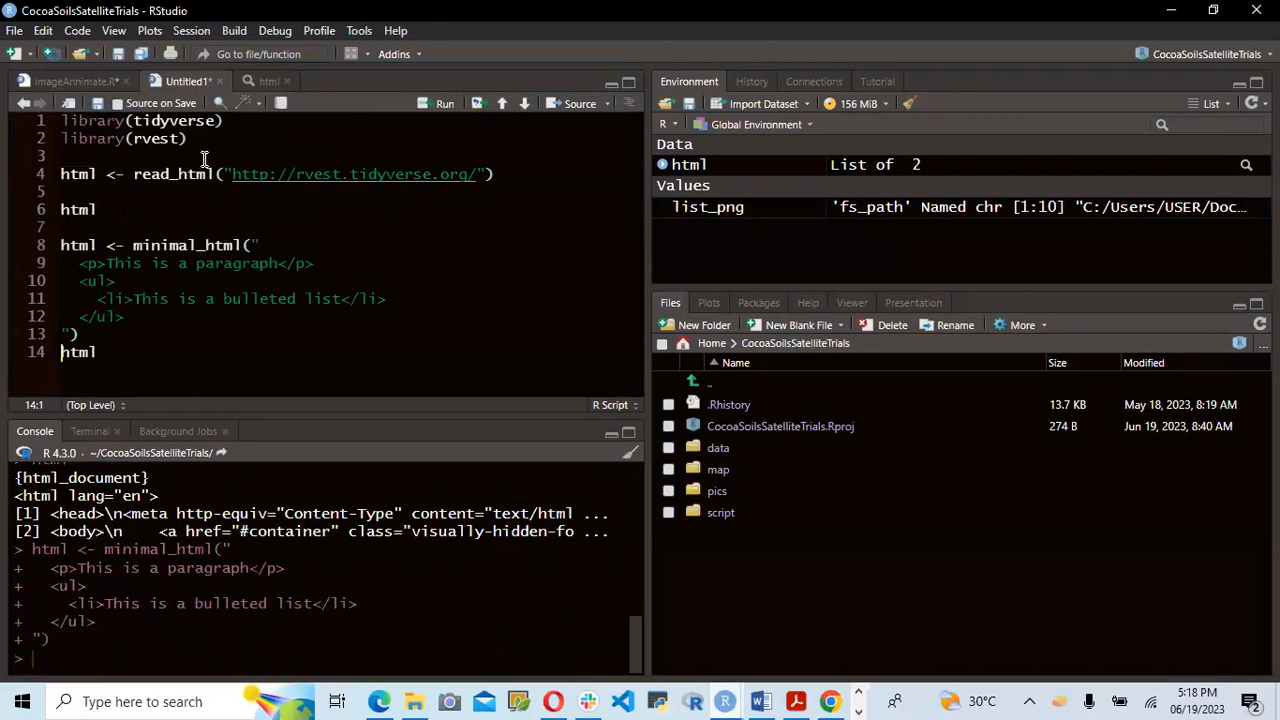 CocoaSoilsSatelliteTrials - RStudio
File Edit Code View Plots Session Build Debug Profile Tools Help
Go to file/function Addins CocoaSoilsSatelliteTrials
imageAnnimate.R* Untitled1* html
Source on Save Run Source
1 library(tidyverse)
2 library(rvest)
3
4 html <- read_html("http://rvest.tidyverse.org/")
5
6 html
7
8 html <- minimal_html("
9 <p>This is a paragraph</p>
10 <ul>
11 <li>This is a bulleted list</li>
12 </ul>
13 ")
14 html
14:1 (Top Level) R Script
Console Terminal Background Jobs
R 4.3.0 · ~/CocoaSoilsSatelliteTrials/
{html_document}
<html lang="en">
[1] <head>\n<meta http-equiv="Content-Type" content="text/html ...
[2] <body>\n    <a href="#container" class="visually-hidden-fo ...
> html <- minimal_html("
+ <p>This is a paragraph</p>
+ <ul>
+ <li>This is a bulleted list</li>
+ </ul>
+ ")
>
Environment History Connections Tutorial
Import Dataset 156 MiB List
R Global Environment
Data
html List of 2
Values
list_png 'fs_path' Named chr [1:10] "C:/Users/USER/Doc…
Files Plots Packages Help Viewer Presentation
New Folder New Blank File Delete Rename More
Home CocoaSoilsSatelliteTrials
Name Size Modified
..
.Rhistory 13.7 KB May 18, 2023, 8:19 AM
CocoaSoilsSatelliteTrials.Rproj 274 B Jun 19, 2023, 8:40 AM
data
map
pics
script
Type here to search
30°C
5:18 PM
06/19/2023
2